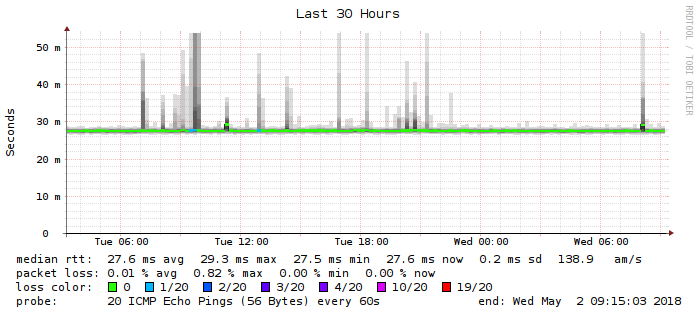 Last 30 Hours
RRDTOOL / TOBI OETIKER
Seconds
50 m
40 m
30 m
20 m
10 m
0
Tue 06:00 Tue 12:00 Tue 18:00 Wed 00:00 Wed 06:00
median rtt: 27.6 ms avg 29.3 ms max 27.5 ms min 27.6 ms now 0.2 ms sd 138.9 am/s
packet loss: 0.01 % avg 0.82 % max 0.00 % min 0.00 % now
loss color: 0 1/20 2/20 3/20 4/20 10/20 19/20
probe: 20 ICMP Echo Pings (56 Bytes) every 60s end: Wed May 2 09:15:03 2018